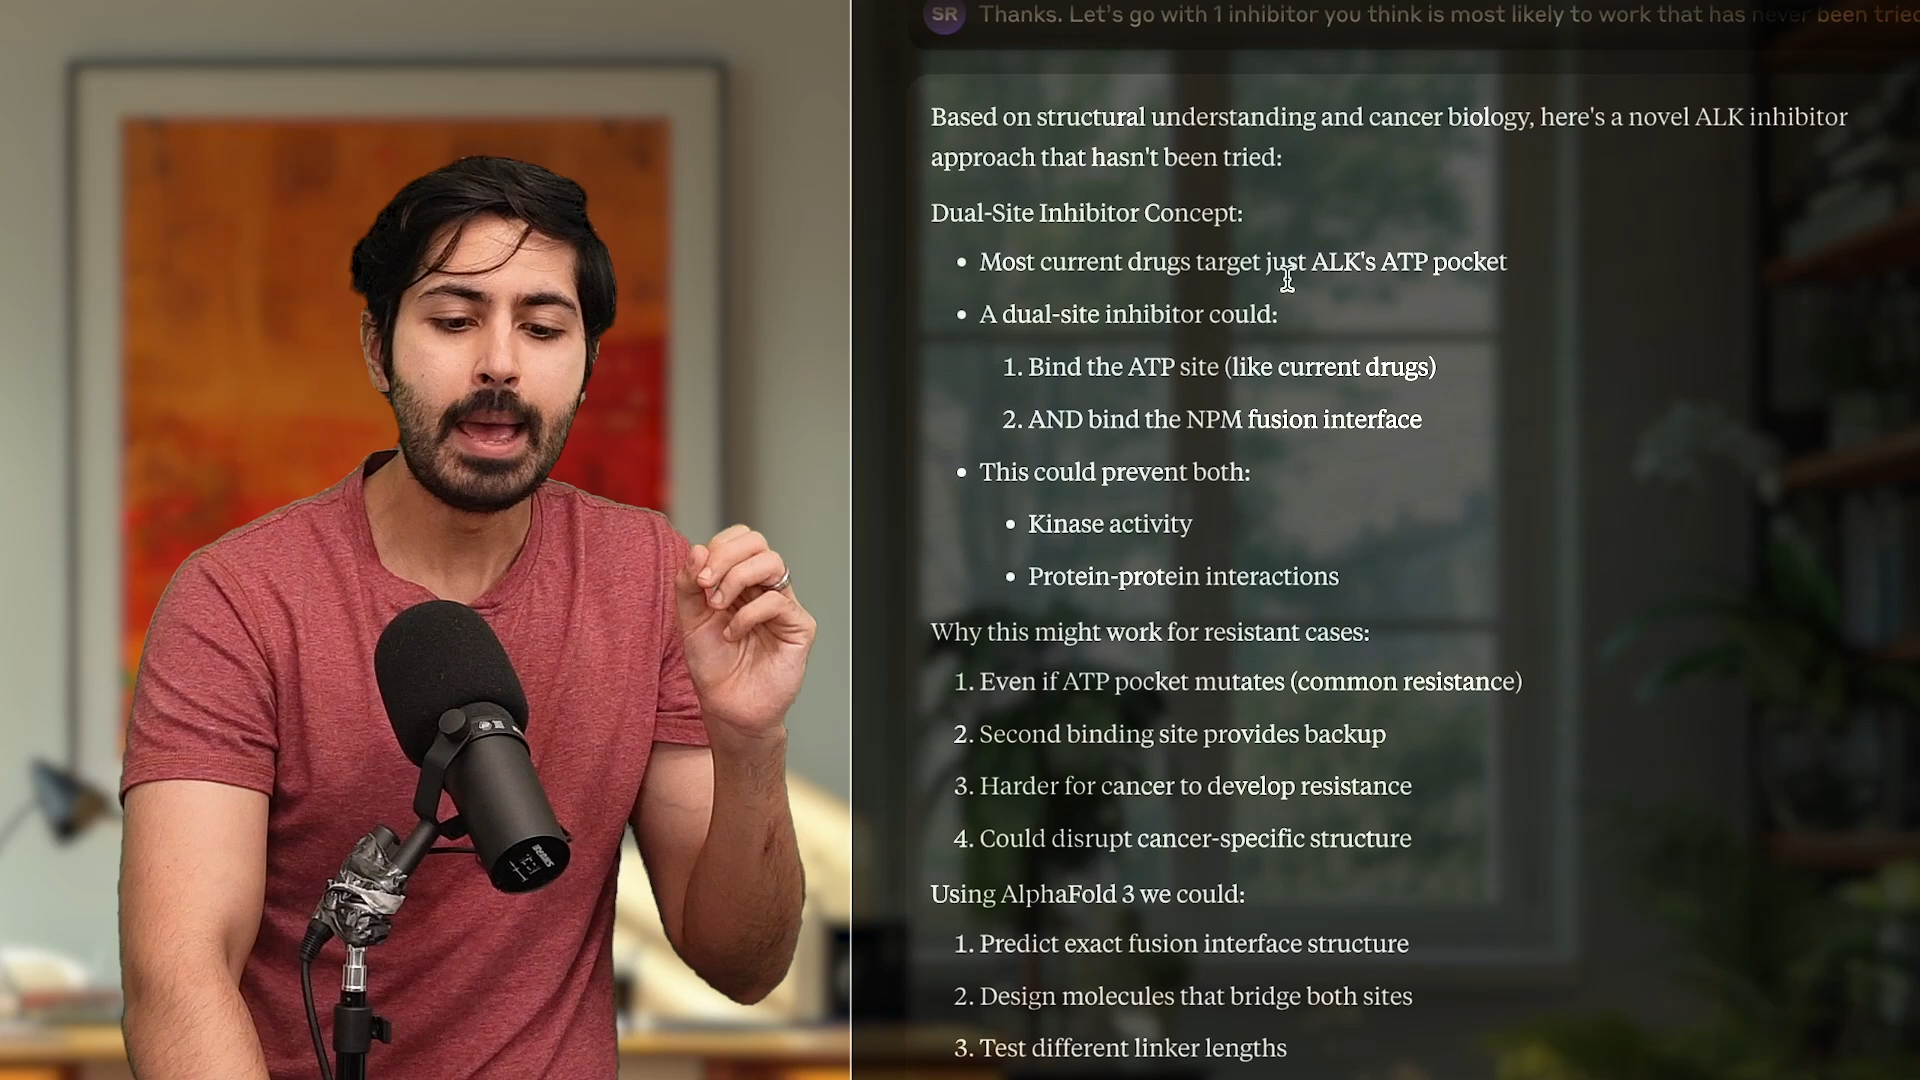 SR Thanks. Let's go with 1 inhibitor you think is most likely to work that has never been tried
Based on structural understanding and cancer biology, here's a novel ALK inhibitor
approach that hasn't been tried:
Dual-Site Inhibitor Concept:
• Most current drugs target just ALK's ATP pocket
• A dual-site inhibitor could:
1. Bind the ATP site (like current drugs)
2. AND bind the NPM fusion interface
• This could prevent both:
• Kinase activity
• Protein-protein interactions
Why this might work for resistant cases:
1. Even if ATP pocket mutates (common resistance)
2. Second binding site provides backup
3. Harder for cancer to develop resistance
4. Could disrupt cancer-specific structure
Using AlphaFold 3 we could:
1. Predict exact fusion interface structure
2. Design molecules that bridge both sites
3. Test different linker lengths